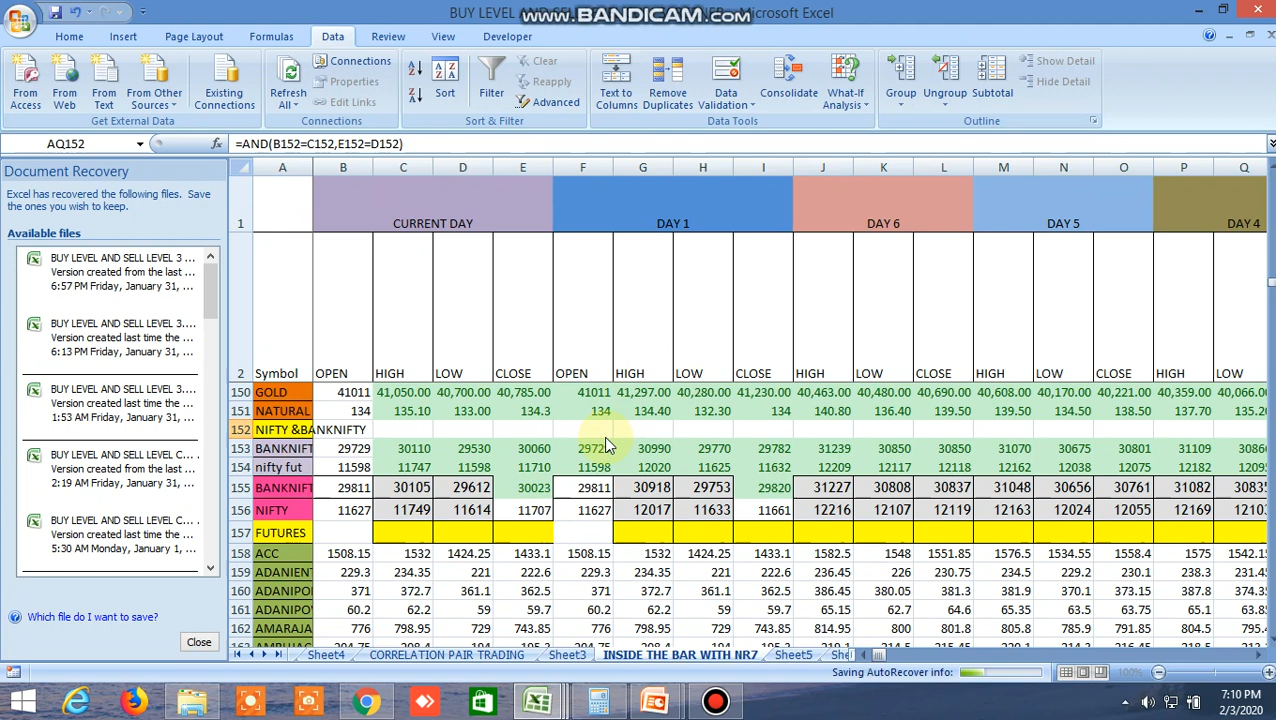 BUY LEVEL AND Microsoft Excel
www.BANDICAM.com
Home Insert Page Layout Formulas Data Review View Developer
From Access From Web From Text From Other Sources Existing Connections Get External Data
Refresh All Connections Properties Edit Links Connections
Sort Filter Clear Reapply Advanced Sort & Filter
Text to Columns Remove Duplicates Data Validation Consolidate What-If Analysis Data Tools
Group Ungroup Subtotal Show Detail Hide Detail Outline
AQ152 fx =AND(B152=C152,E152=D152)
Document Recovery
Excel has recovered the following files. Save
the ones you wish to keep.
Available files
BUY LEVEL AND SELL LEVEL 3 ...
Version created from the last ...
6:57 PM Friday, January 31, ...
BUY LEVEL AND SELL LEVEL 3....
Version created last time the ...
6:13 PM Friday, January 31, ...
BUY LEVEL AND SELL LEVEL 3....
Version created last time the ...
1:53 AM Friday, January 31, ...
BUY LEVEL AND SELL LEVEL C...
Version created last time the ...
2:19 AM Friday, January 31, ...
BUY LEVEL AND SELL LEVEL C...
Version created last time the ...
5:30 AM Monday, January 1, ...
Which file do I want to save?
Close
A B C D E F G H I J K L M N O P Q
1 CURRENT DAY DAY 1 DAY 6 DAY 5 DAY 4
2 Symbol OPEN HIGH LOW CLOSE OPEN HIGH LOW CLOSE HIGH LOW CLOSE HIGH LOW CLOSE HIGH LOW
150 GOLD 41011 41,050.00 40,700.00 40,785.00 41011 41,297.00 40,280.00 41,230.00 40,463.00 40,480.00 40,690.00 40,608.00 40,170.00 40,221.00 40,359.00 40,066.00
151 NATURAL 134 135.10 133.00 134.3 134 134.40 132.30 134 140.80 136.40 139.50 139.50 134.50 138.50 137.70 135.20
152 NIFTY &BANKNIFTY
153 BANKNIFT 29729 30110 29530 30060 29729 30990 29770 29782 31239 30850 30850 31070 30675 30801 31109 3086
154 nifty fut 11598 11747 11598 11710 11598 12020 11625 11632 12209 12117 12118 12162 12038 12075 12182 1209
155 BANKNIFT 29811 30105 29612 30023 29811 30918 29753 29820 31227 30808 30837 31048 30656 30761 31082 3083
156 NIFTY 11627 11749 11614 11707 11627 12017 11633 11661 12216 12107 12119 12163 12024 12055 12169 1210
157 FUTURES
158 ACC 1508.15 1532 1424.25 1433.1 1508.15 1532 1424.25 1433.1 1582.5 1548 1551.85 1576.5 1534.55 1558.4 1575 1542.1
159 ADANIENT 229.3 234.35 221 222.6 229.3 234.35 221 222.6 236.45 226 230.75 234.5 229.2 230.1 238.3 231.4
160 ADANIPO 371 372.7 361.1 362.5 371 372.7 361.1 362.5 386.45 380.05 381.3 381.9 370.1 373.15 387.8 374.3
161 ADANIPO 60.2 62.2 59 59.7 60.2 62.2 59 59.7 65.15 62.7 64.6 65.35 63.5 63.75 65.1 63.8
162 AMARAJA 776 798.95 729 743.85 776 798.95 729 743.85 814.95 800 801.8 805.8 785.9 791.85 804.5 795.
163
Sheet4 CORRELATION PAIR TRADING Sheet3 INSIDE THE BAR WITH NR7 Sheet5 She
Saving AutoRecover info: 100%
7:10 PM
2/3/2020